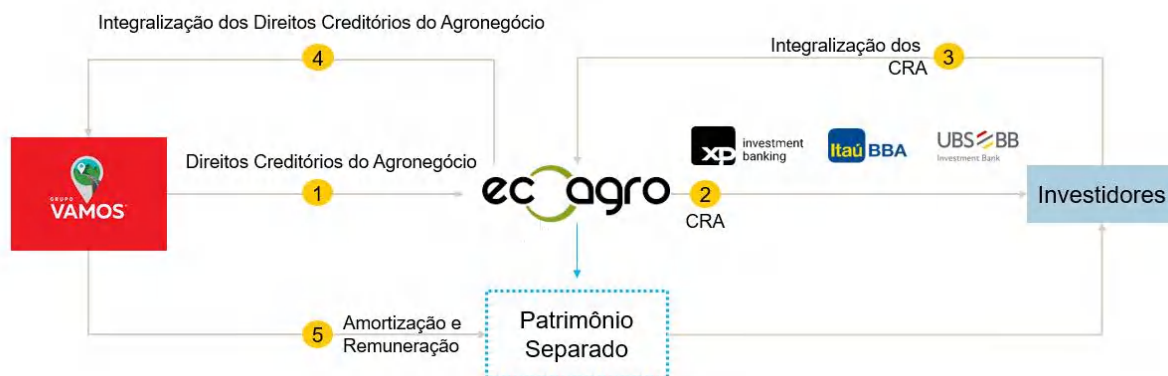 Integralização dos Direitos Creditórios do Agronegócio
4
Integralização dos
CRA
3
GRUPO
VAMOS
Direitos Creditórios do Agronegócio
1
ecoagro
xp
investment
banking
Itaú BBA
UBS BB
Investment Bank
2
CRA
Investidores
5
Amortização e
Remuneração
Patrimônio
Separado